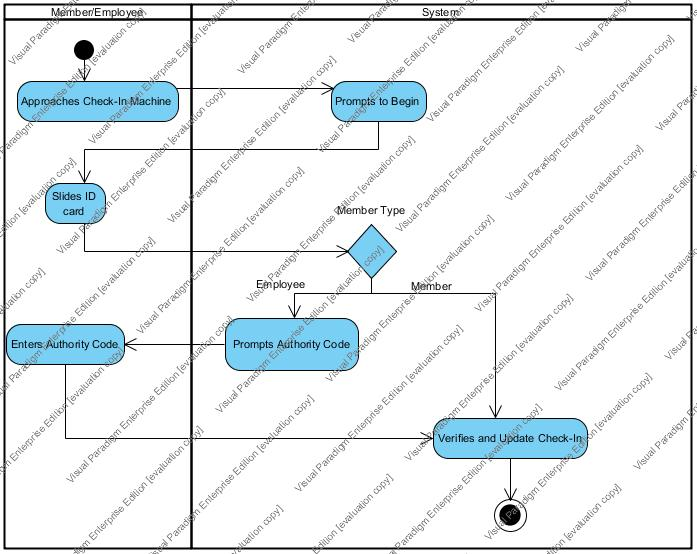 Member/Employee
System
Approaches Check-In Machine
Prompts to Begin
Slides ID
card
Member Type
Employee
Member
Enters Authority Code
Prompts Authority Code
Verifies and Update Check-In
Visual Paradigm Enterprise Edition [evaluation copy]